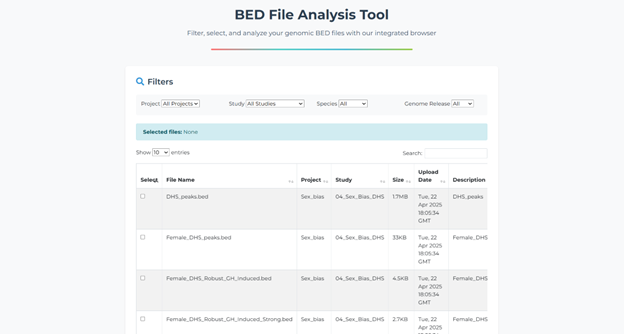 BED File Analysis Tool
Filter, select, and analyze your genomic BED files with our integrated browser
Filters
Project All Projects Study All Studies Species All Genome Release All
Selected files: None
Show 10 entries Search:
Select File Name Project Study Size Upload Date Description
DHS_peaks.bed Sex_bias 04_Sex_Bias_DHS 1.7MB Tue, 22 Apr 2025 18:05:34 GMT DHS_peaks
Female_DHS_peaks.bed Sex_bias 04_Sex_Bias_DHS 33KB Tue, 22 Apr 2025 18:05:34 GMT Female_DHS
Female_DHS_Robust_GH_Induced.bed Sex_bias 04_Sex_Bias_DHS 4.5KB Tue, 22 Apr 2025 18:05:34 GMT Female_DHS
Female_DHS_Robust_GH_Induced_Strong.bed Sex_bias 04_Sex_Bias_DHS 2.7KB Tue, 22 Apr 2025 Female_DHS